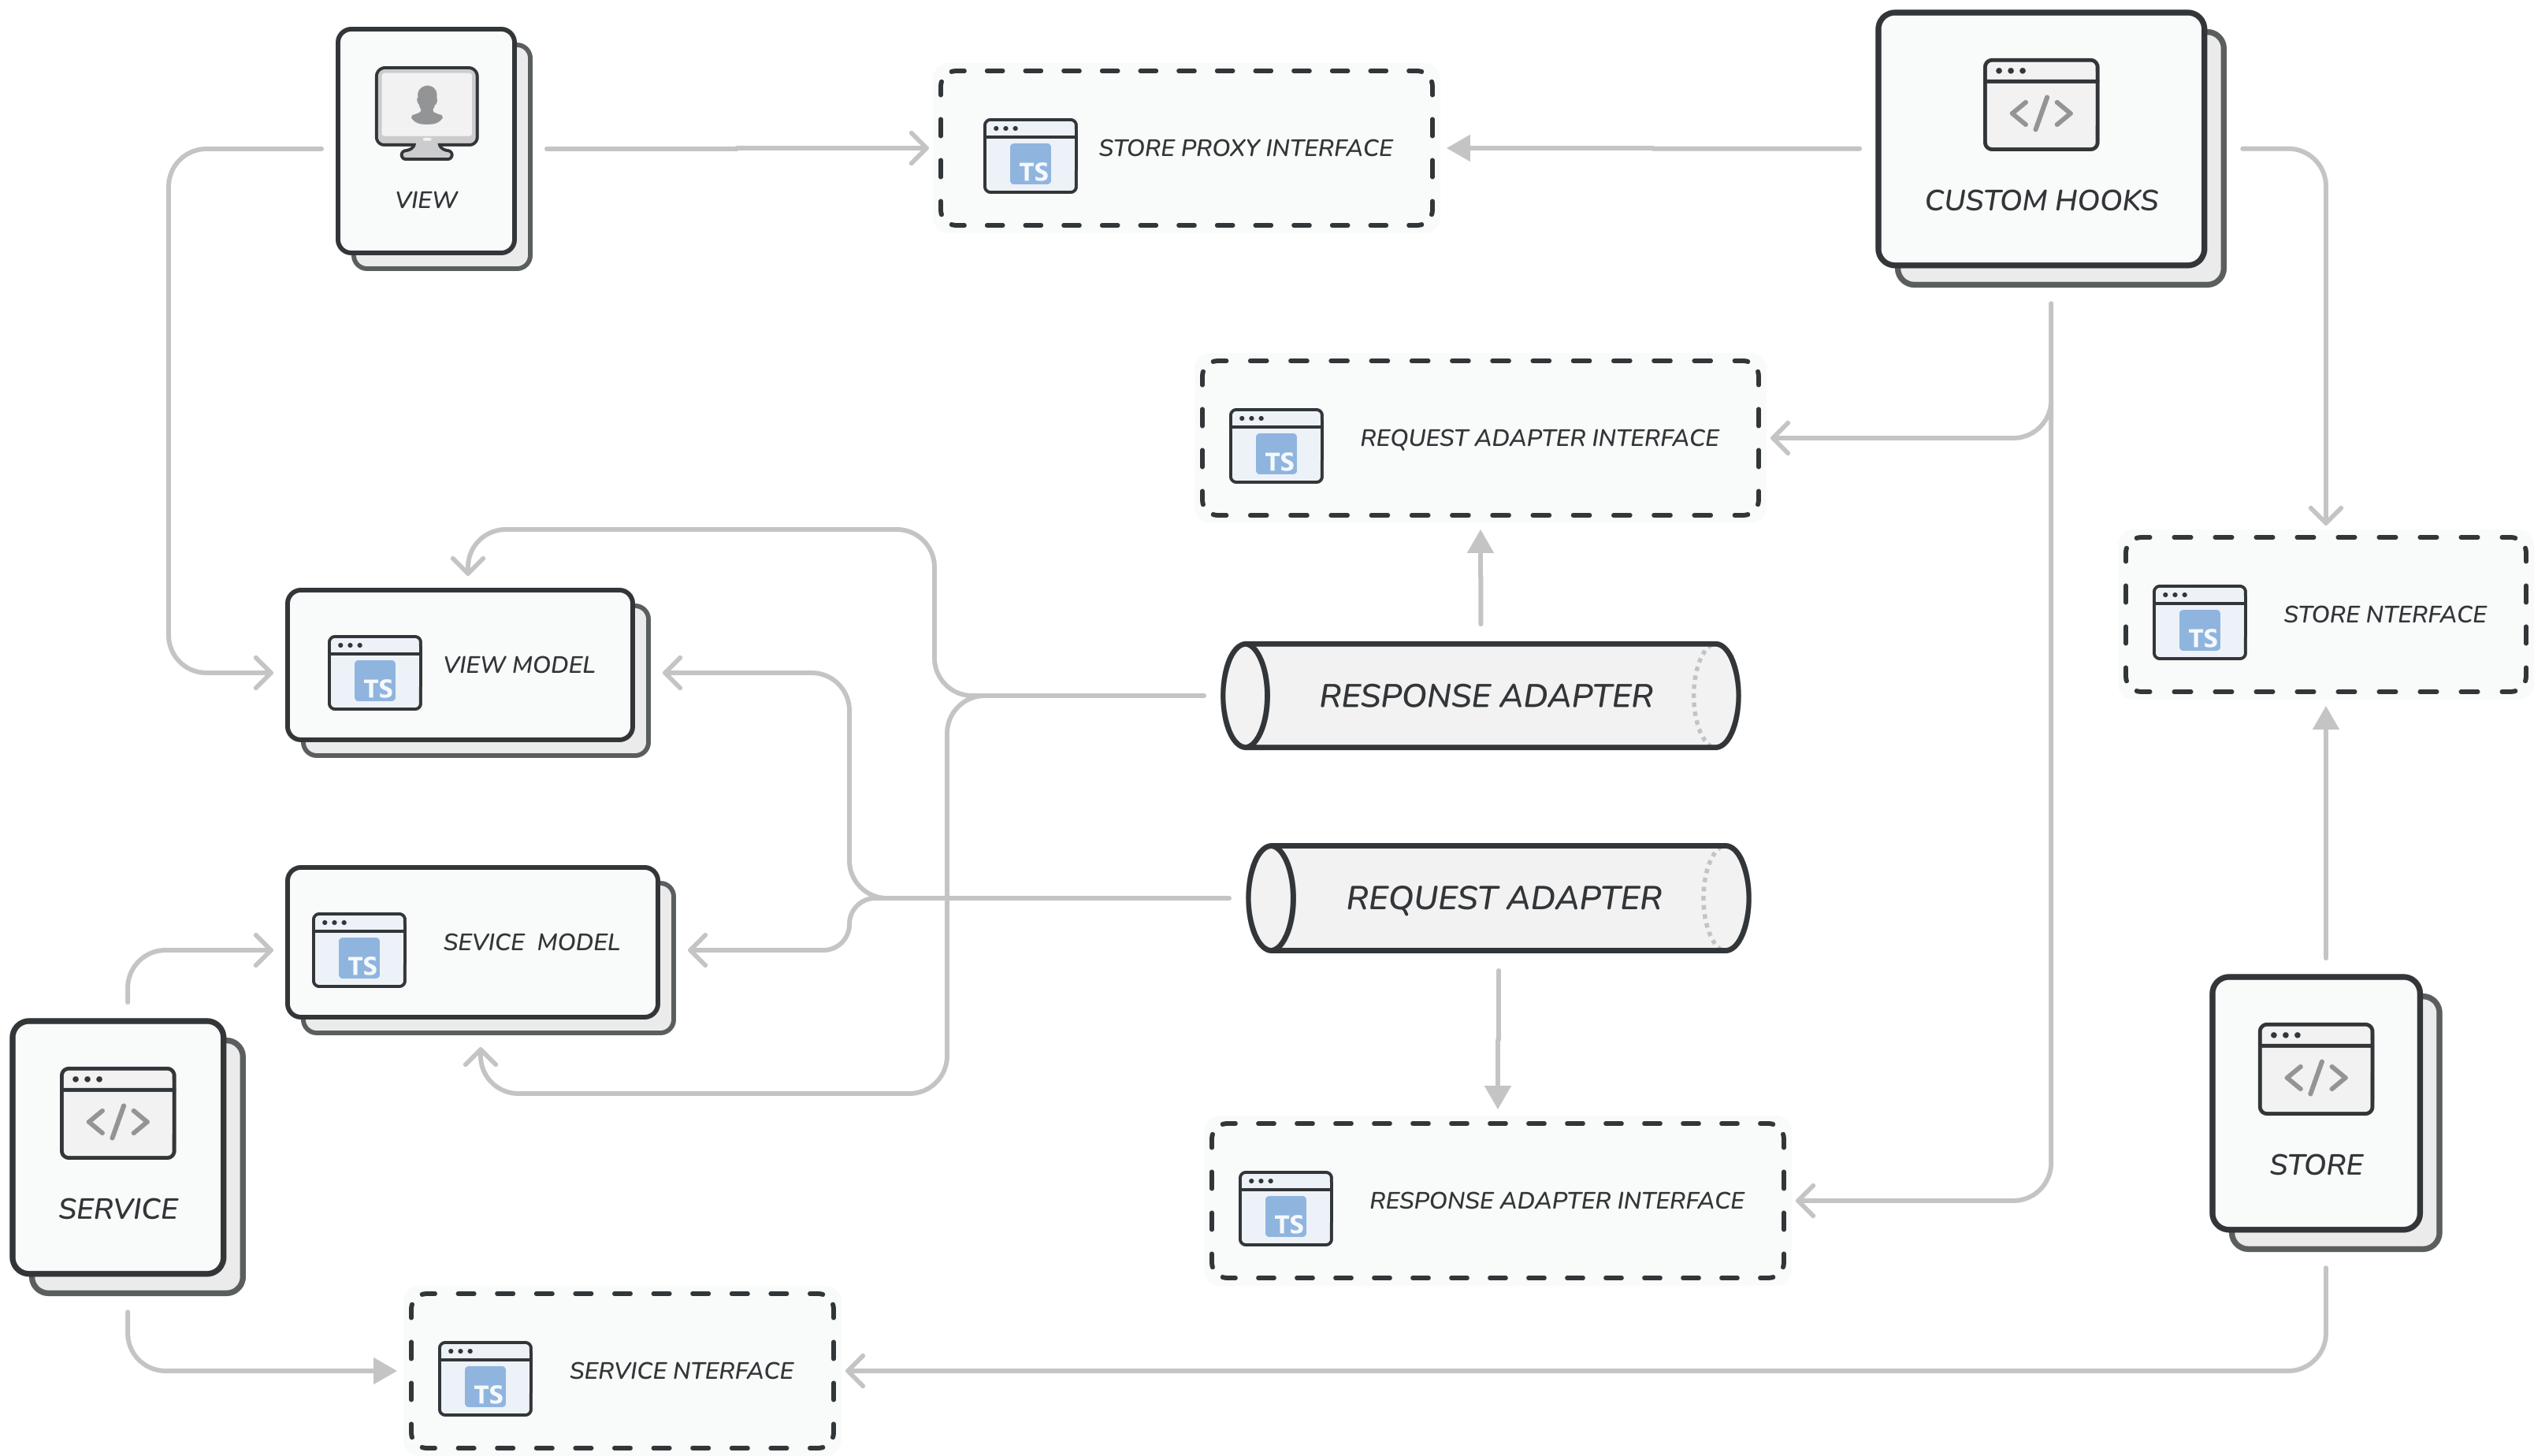 VIEW
TS
STORE PROXY INTERFACE
</>
CUSTOM HOOKS
TS
REQUEST ADAPTER INTERFACE
TS
STORE NTERFACE
TS
VIEW MODEL
RESPONSE ADAPTER
REQUEST ADAPTER
TS
SEVICE MODEL
</>
SERVICE
</>
STORE
TS
RESPONSE ADAPTER INTERFACE
TS
SERVICE NTERFACE